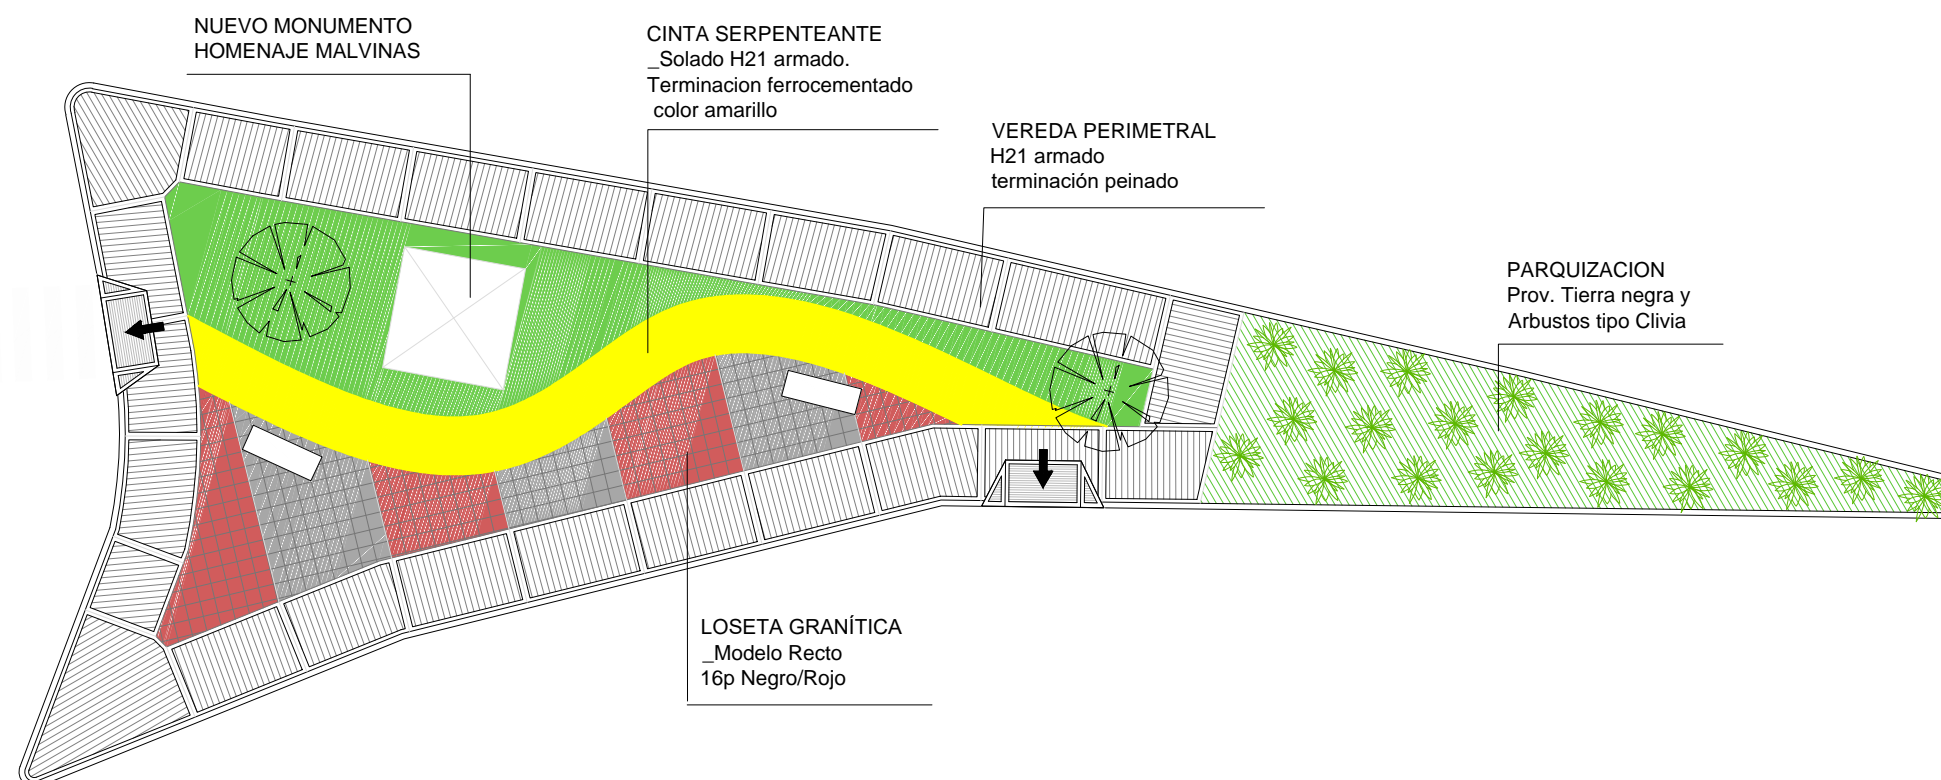 NUEVO MONUMENTO
HOMENAJE MALVINAS
CINTA SERPENTEANTE
_Solado H21 armado.
Terminacion ferrocementado
color amarillo
VEREDA PERIMETRAL
H21 armado
terminación peinado
PARQUIZACION
Prov. Tierra negra y
Arbustos tipo Clivia
LOSETA GRANÍTICA
_Modelo Recto
16p Negro/Rojo